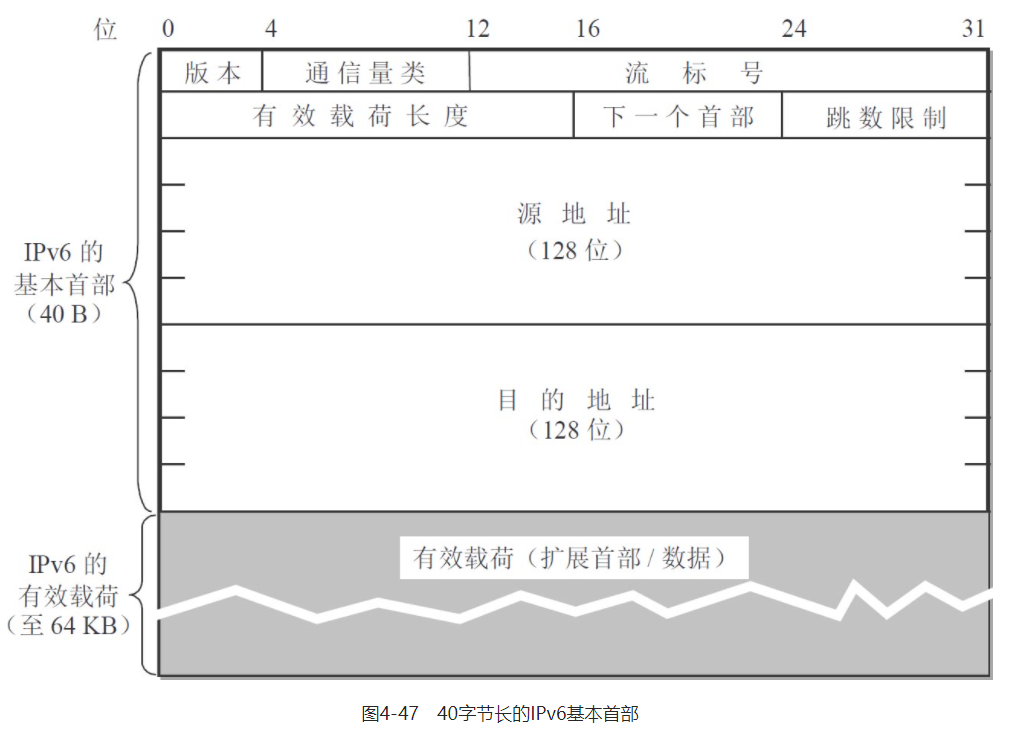 位 0 4 12 16 24 31
版本 通信量类 流标号
有效载荷长度 下一个首部 跳数限制
源地址
（128 位）
IPv6 的
基本首部
（40 B）
目的地址
（128 位）
有效载荷（扩展首部 / 数据）
IPv6 的
有效载荷
（至 64 KB）
图4-47 40字节长的IPv6基本首部